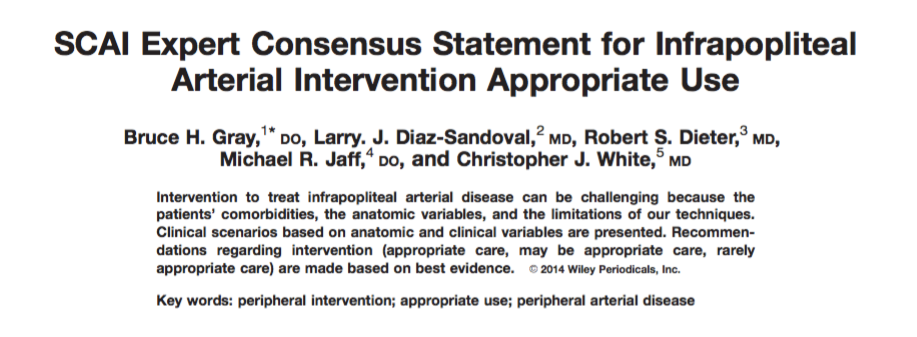 SCAI Expert Consensus Statement for Infrapopliteal
Arterial Intervention Appropriate Use
Bruce H. Gray,1* DO, Larry. J. Diaz-Sandoval,2 MD, Robert S. Dieter,3 MD,
Michael R. Jaff,4 DO, and Christopher J. White,5 MD
Intervention to treat infrapopliteal arterial disease can be challenging because the
patients' comorbidities, the anatomic variables, and the limitations of our techniques.
Clinical scenarios based on anatomic and clinical variables are presented. Recommen-
dations regarding intervention (appropriate care, may be appropriate care, rarely
appropriate care) are made based on best evidence. © 2014 Wiley Periodicals, Inc.
Key words: peripheral intervention; appropriate use; peripheral arterial disease